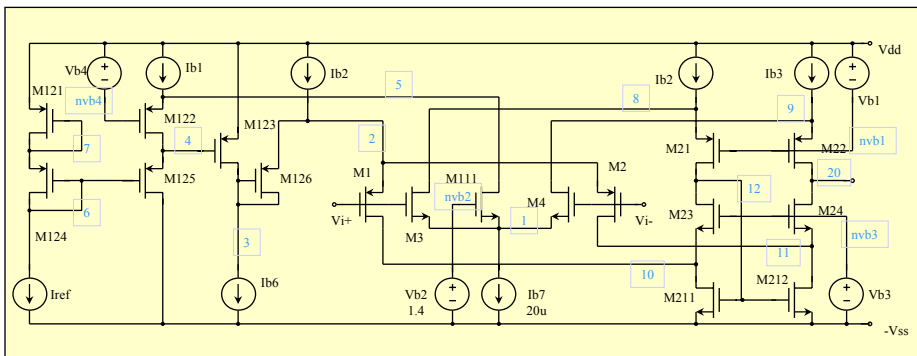 Vdd
Vb4
Ib1
Ib2
5
Ib2
Ib3
Vb1
M121
nvb4
M122
8
9
M123
4
2
7
M21
M22
nvb1
M125
M126
M1
M111
M2
12
20
nvb2
M4
M23
M24
6
Vi+
Vi-
M124
M3
1
nvb3
3
10
11
Iref
Ib6
Vb2
1.4
Ib7
20u
M211
M212
Vb3
-Vss